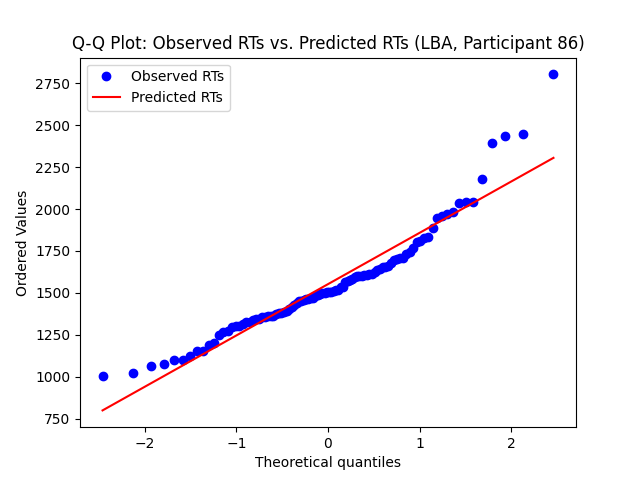 Q-Q Plot: Observed RTs vs. Predicted RTs (LBA, Participant 86)
Observed RTs
Predicted RTs
2750
2500
2250
2000
1750
1500
1250
1000
750
Ordered Values
−2
−1
0
1
2
Theoretical quantiles